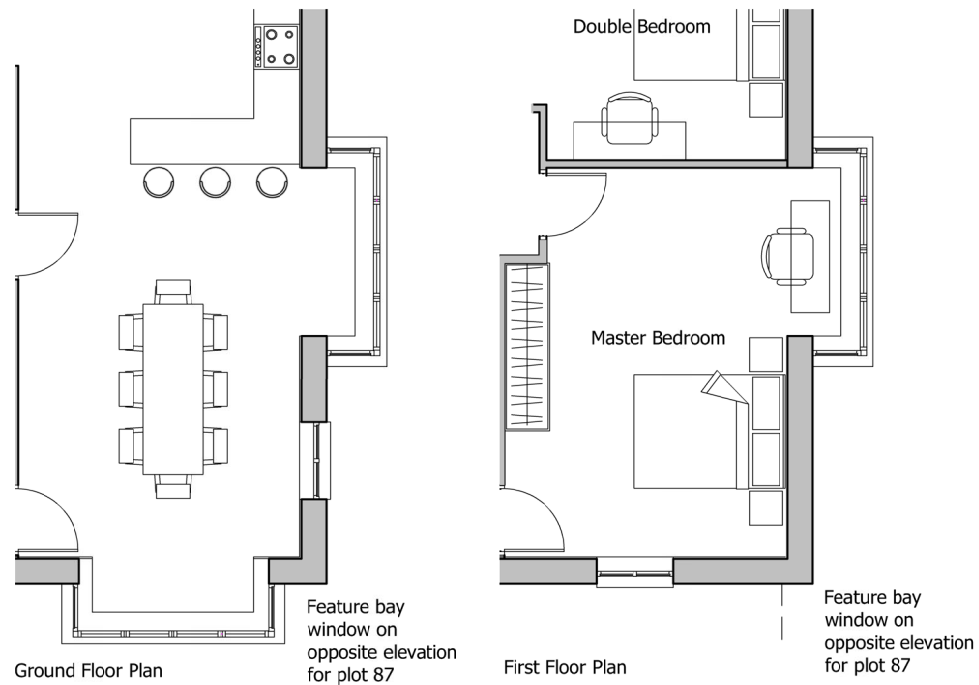 Double Bedroom
Master Bedroom
Feature bay
window on
opposite elevation
for plot 87
Ground Floor Plan
Feature bay
window on
opposite elevation
for plot 87
First Floor Plan